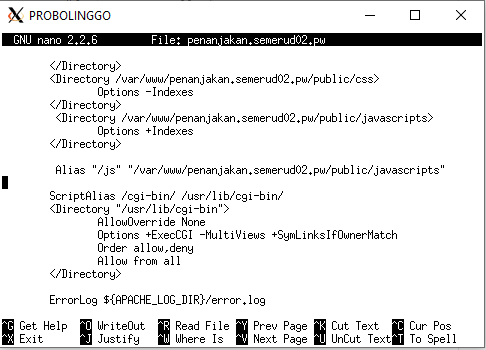 PROBOLINGGO
GNU nano 2.2.6 File: penanjakan.semerud02.pw
</Directory>
<Directory /var/www/penanjakan.semerud02.pw/public/css>
Options -Indexes
</Directory>
<Directory /var/www/penanjakan.semerud02.pw/public/javascripts>
Options +Indexes
</Directory>
Alias "/js" "/var/www/penanjakan.semerud02.pw/public/javascripts"
ScriptAlias /cgi-bin/ /usr/lib/cgi-bin/
<Directory "/usr/lib/cgi-bin">
AllowOverride None
Options +ExecCGI -MultiViews +SymLinksIfOwnerMatch
Order allow,deny
Allow from all
</Directory>
ErrorLog ${APACHE_LOG_DIR}/error.log
^G Get Help ^O WriteOut ^R Read File ^Y Prev Page ^K Cut Text ^C Cur Pos
^X Exit ^J Justify ^W Where Is ^V Next Page ^U UnCut Text ^T To Spell